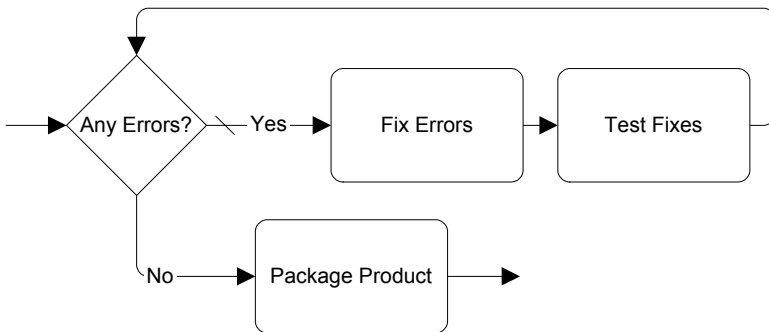 Any Errors?
Yes
Fix Errors
Test Fixes
No
Package Product